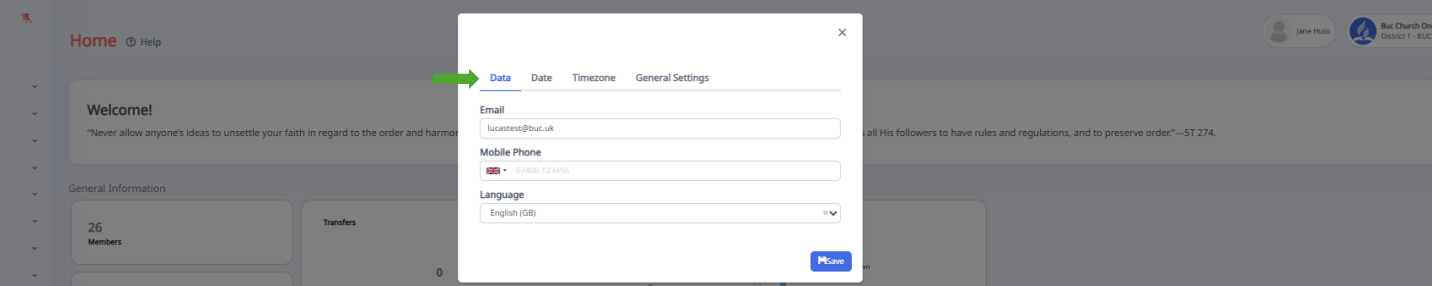 Home Help
Jane Huss
Buc Church On
District 1 - BUC
×
Data Date Timezone General Settings
Email
lucastest@buc.uk
Mobile Phone
07400 123456
Language
English (GB)
Save
Welcome!
"Never allow anyone's ideas to unsettle your faith in regard to the order and harmon
all His followers to have rules and regulations, and to preserve order."—ST 274.
General Information
26
Members
Transfers
0